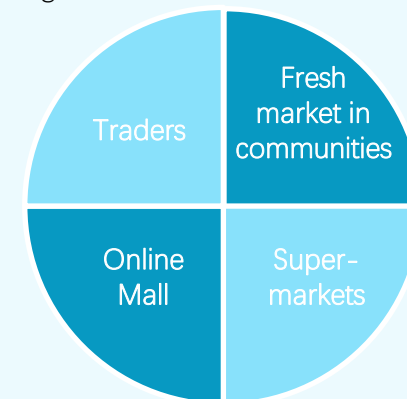 Fresh
market in
communities
Traders
Online
Mall
Super-
markets